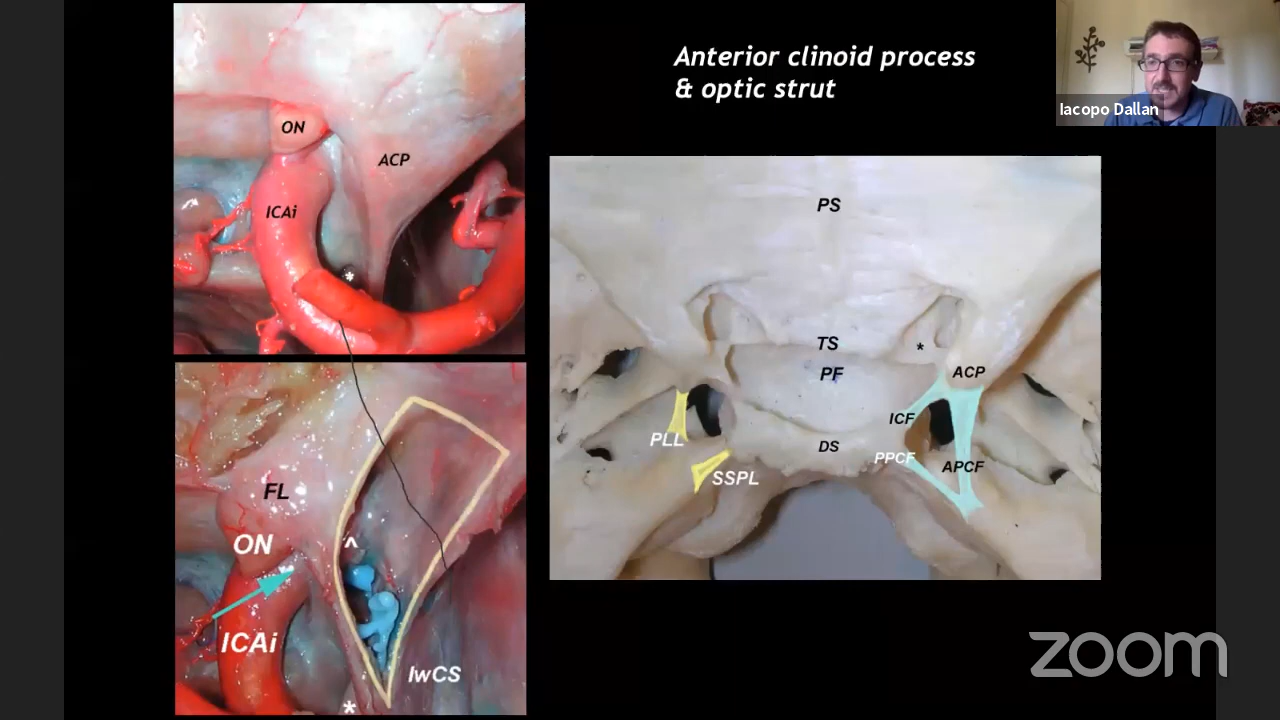 Anterior clinoid process
& optic strut
Iacopo Dallan
ON
ACP
ICAi
*
FL
ON
^
ICAi
lwCS
*
PS
TS
*
PF
ACP
ICF
PLL
DS
PPCF
APCF
SSPL
zoom